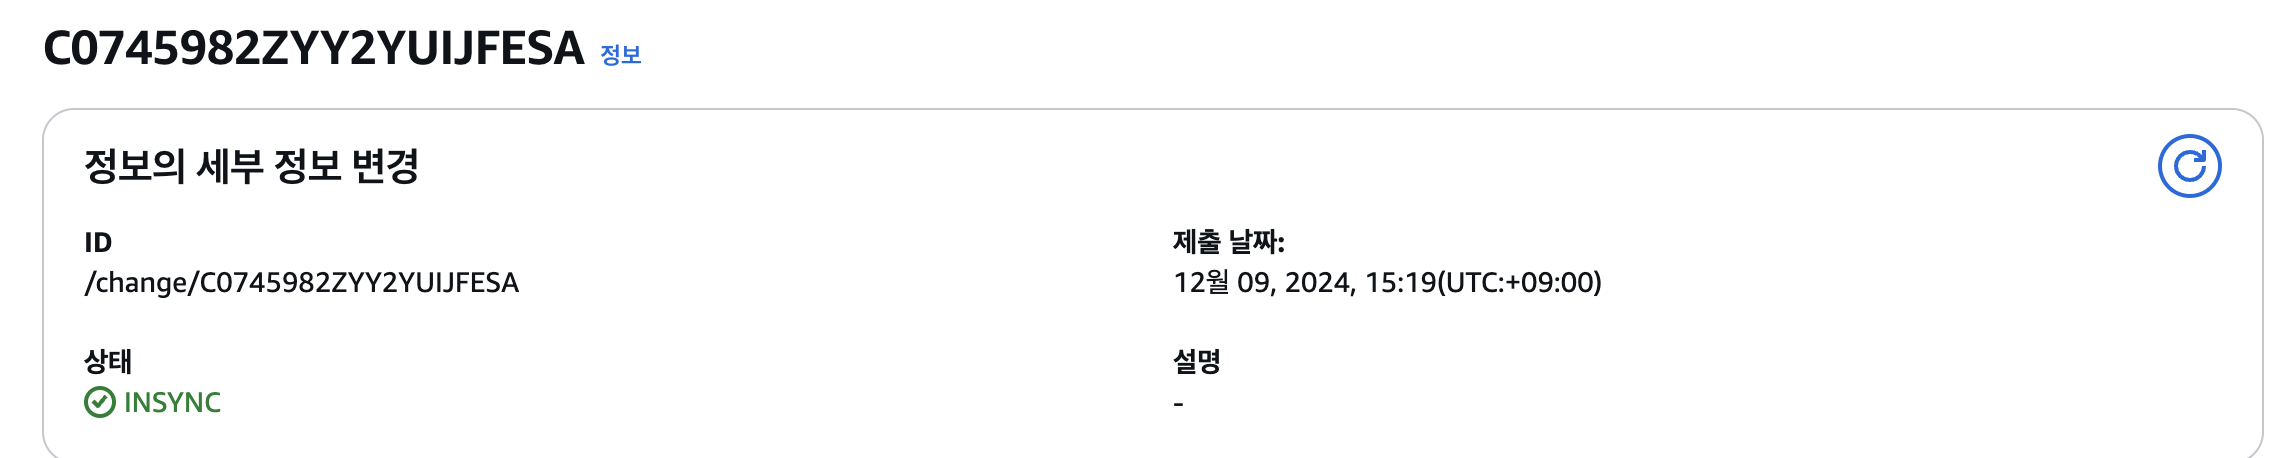 C0745982ZYY2YUIJFESA 정보
정보의 세부 정보 변경
ID
/change/C0745982ZYY2YUIJFESA
제출 날짜:
12월 09, 2024, 15:19(UTC:+09:00)
상태
INSYNC
설명
-